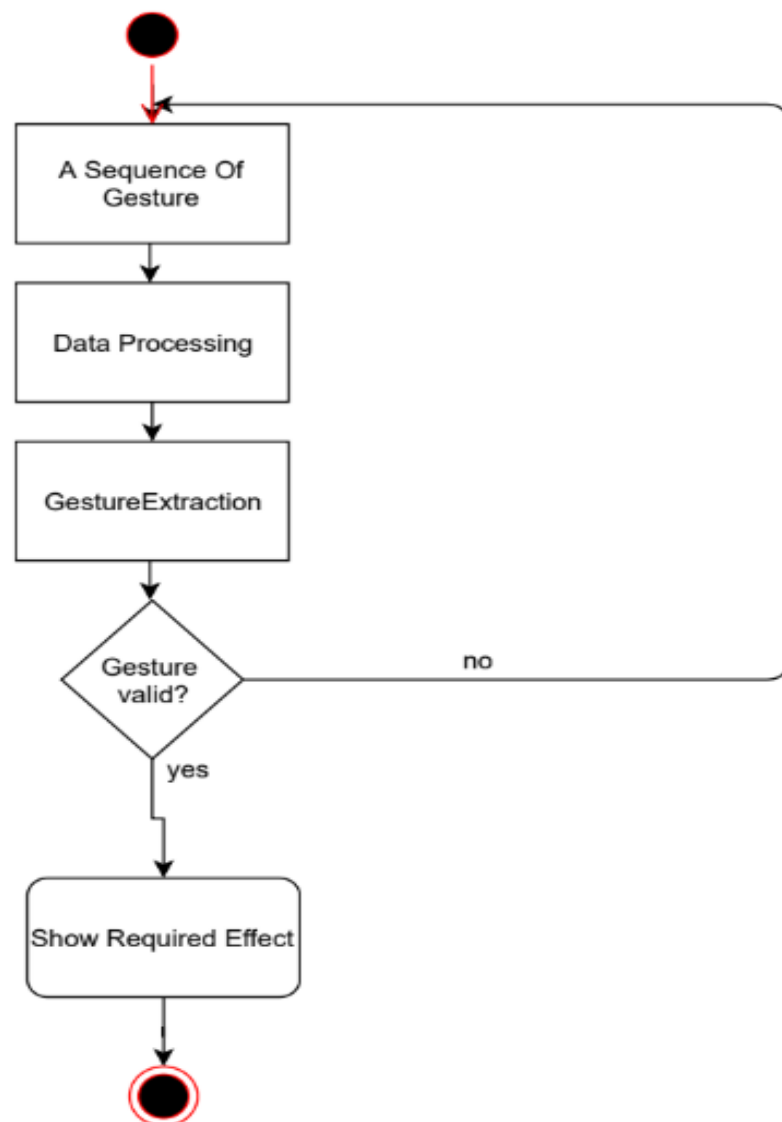 A Sequence Of
Gesture
Data Processing
GestureExtraction
Gesture
valid?
no
yes
Show Required Effect